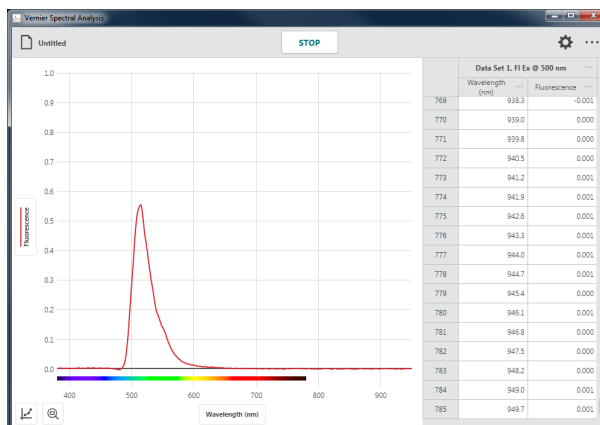 Vernier Spectral Analysis
Untitled
STOP
Data Set 1, Fl Ex @ 500 nm
Wavelength (nm) Fluorescence
769 938.3 -0.001
770 939.0 0.000
771 939.8 0.000
772 940.5 0.000
773 941.2 0.001
774 941.9 0.001
775 942.6 0.001
776 943.3 0.001
777 944.0 0.001
778 944.7 0.001
779 945.4 0.000
780 946.1 0.001
781 946.8 0.000
782 947.5 0.000
783 948.2 0.000
784 949.0 0.001
785 949.7 0.001
1.0
0.9
0.8
0.7
0.6
0.5
0.4
0.3
0.2
0.1
0.0
Fluorescence
400 500 600 700 800 900
Wavelength (nm)